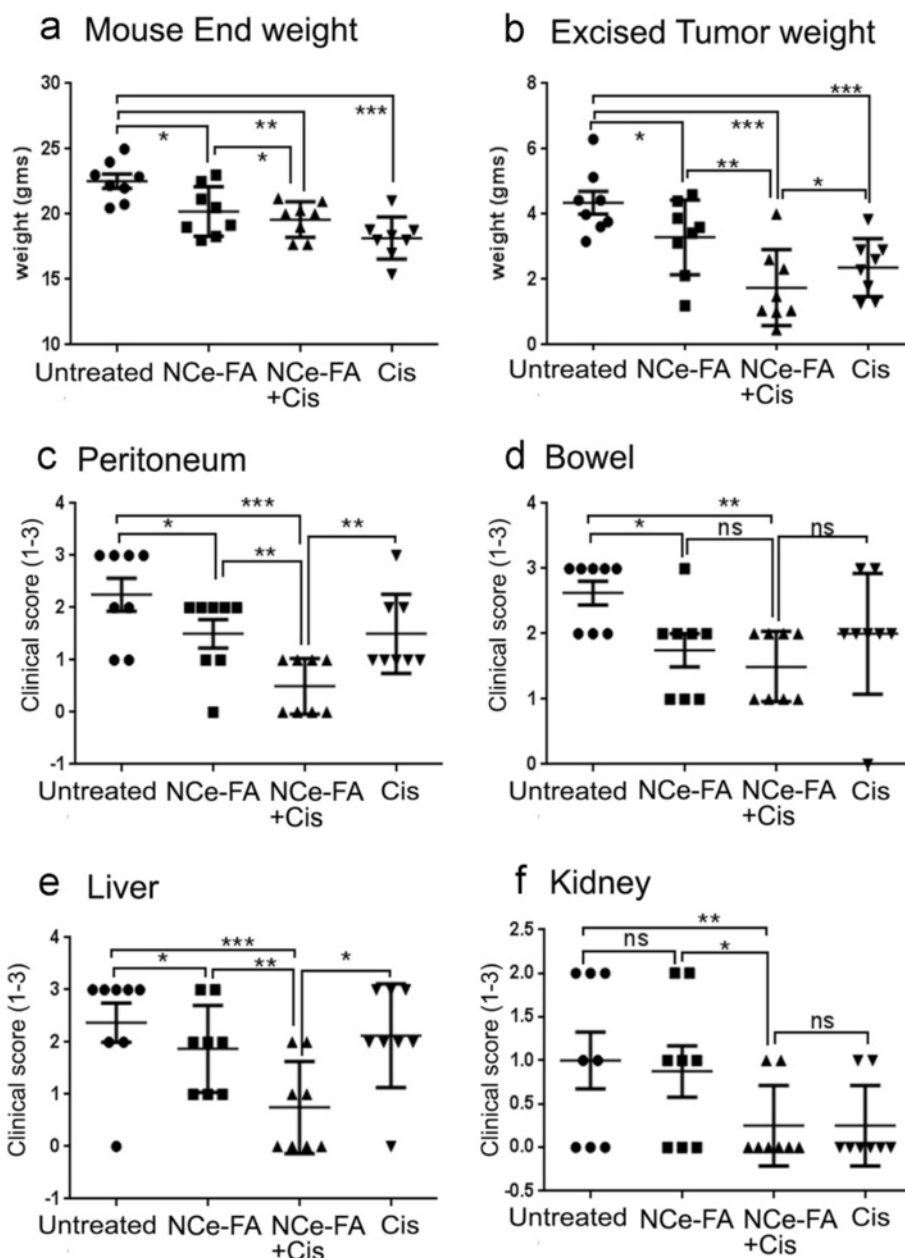 a Mouse End weight
b Excised Tumor weight
weight (gms)
30
25
20
15
10
*
**
***
*
Untreated
NCe-FA
NCe-FA
+Cis
Cis
weight (gms)
8
6
4
2
0
*
***
***
**
*
Untreated
NCe-FA
NCe-FA
+Cis
Cis
c Peritoneum
d Bowel
Clinical score (1-3)
4
3
2
1
0
-1
***
*
**
**
Untreated
NCe-FA
NCe-FA
+Cis
Cis
Clinical score (1-3)
4
3
2
1
0
**
*
ns
ns
Untreated
NCe-FA
NCe-FA
+Cis
Cis
e Liver
f Kidney
Clinical score (1-3)
4
3
2
1
0
-1
***
*
**
*
Untreated
NCe-FA
NCe-FA
+Cis
Cis
Clinical score (1-3)
2.5
2.0
1.5
1.0
0.5
0.0
-0.5
**
ns
*
ns
Untreated
NCe-FA
NCe-FA
+Cis
Cis